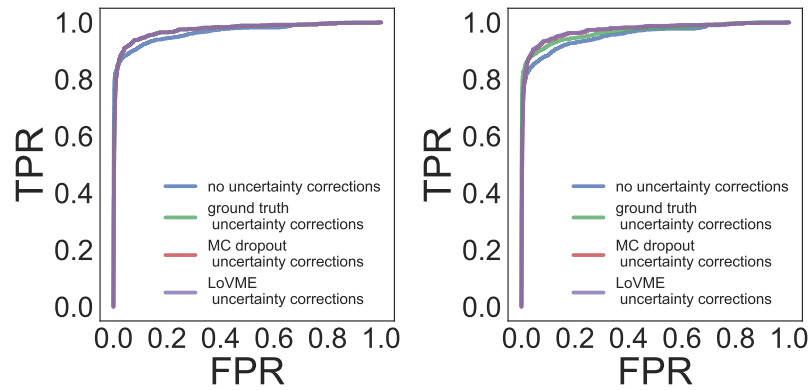 1.0
0.8
0.6
0.4
0.2
0.0
TPR
no uncertainty corrections
ground truth
uncertainty corrections
MC dropout
uncertainty corrections
LoVME
uncertainty corrections
0.0 0.2 0.4 0.6 0.8 1.0
FPR
1.0
0.8
0.6
0.4
0.2
0.0
TPR
no uncertainty corrections
ground truth
uncertainty corrections
MC dropout
uncertainty corrections
LoVME
uncertainty corrections
0.0 0.2 0.4 0.6 0.8 1.0
FPR